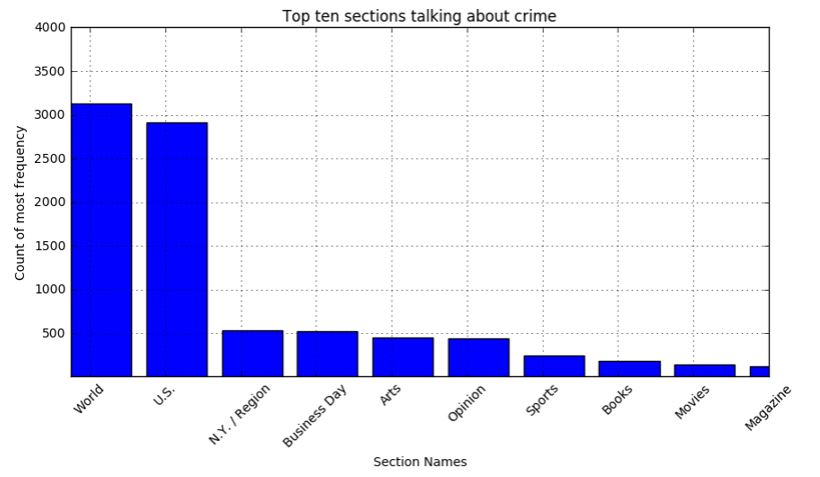 Top ten sections talking about crime
Count of most frequency
4000
3500
3000
2500
2000
1500
1000
500
World
U.S.
N.Y. / Region
Business Day
Arts
Opinion
Sports
Books
Movies
Magazine
Section Names